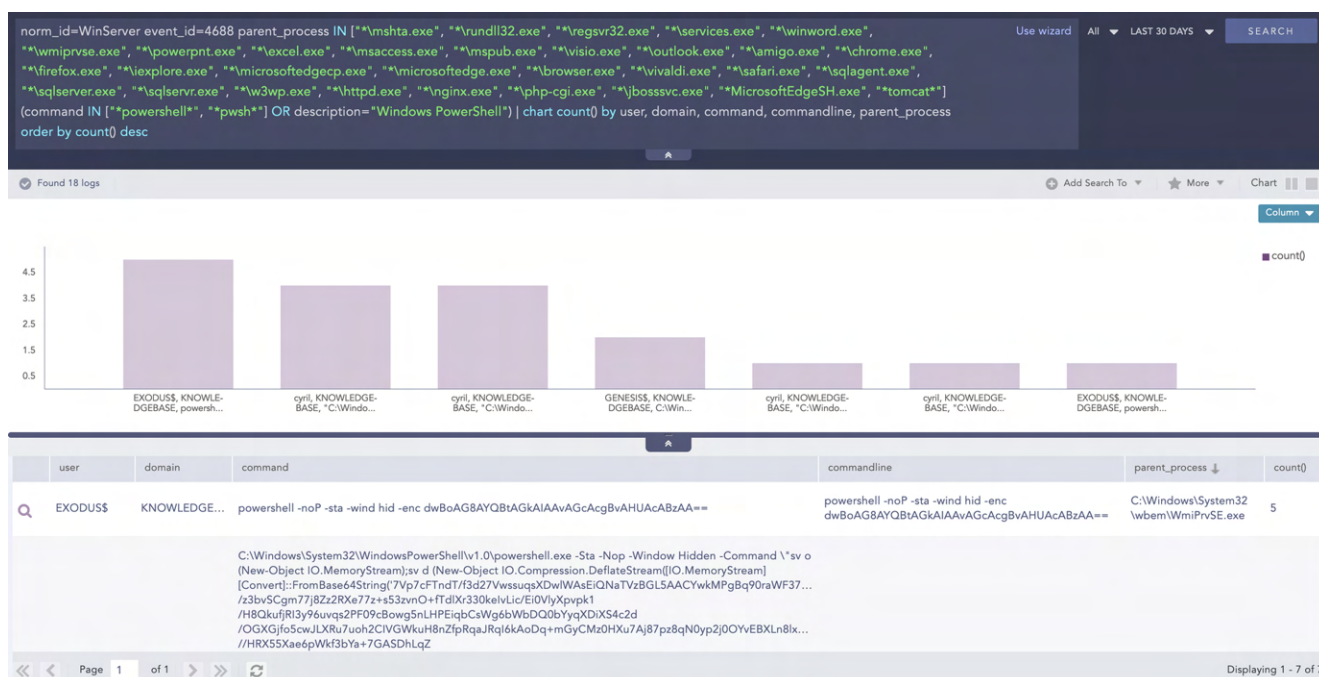 norm_id=WinServer event_id=4688 parent_process IN ["*\mshta.exe", "*\rundll32.exe", "*\regsvr32.exe", "*\services.exe", "*\winword.exe",
"*\wmiprvse.exe", "*\powerpnt.exe", "*\excel.exe", "*\msaccess.exe", "*\mspub.exe", "*\visio.exe", "*\outlook.exe", "*\amigo.exe", "*\chrome.exe",
"*\firefox.exe", "*\iexplore.exe", "*\microsoftedgecp.exe", "*\microsoftedge.exe", "*\browser.exe", "*\vivaldi.exe", "*\safari.exe", "*\sqlagent.exe",
"*\sqlserver.exe", "*\sqlservr.exe", "*\w3wp.exe", "*\httpd.exe", "*\nginx.exe", "*\php-cgi.exe", "*\jbosssvc.exe", "*MicrosoftEdgeSH.exe", "*tomcat*"]
(command IN ["*powershell*", "*pwsh*"] OR description="Windows PowerShell") | chart count() by user, domain, command, commandline, parent_process
order by count() desc
Use wizard All LAST 30 DAYS SEARCH
Found 18 logs
Add Search To More Chart
Column
count()
4.5
3.5
2.5
1.5
0.5
EXODUS$, KNOWLE-
DGEBASE, powersh...
cyril, KNOWLEDGE-
BASE, "C:\Windo...
cyril, KNOWLEDGE-
BASE, "C:\Windo...
GENESIS$, KNOWLE-
DGEBASE, C:\Win...
cyril, KNOWLEDGE-
BASE, "C:\Windo...
cyril, KNOWLEDGE-
BASE, "C:\Windo...
EXODUS$, KNOWLE-
DGEBASE, powersh...
user domain command commandline parent_process count()
EXODUS$ KNOWLEDGE... powershell -noP -sta -wind hid -enc dwBoAG8AYQBtAGkAIAAvAGcAcgBvAHUAcABzAA==
powershell -noP -sta -wind hid -enc
dwBoAG8AYQBtAGkAIAAvAGcAcgBvAHUAcABzAA==
C:\Windows\System32
\wbem\WmiPrvSE.exe
5
C:\Windows\System32\WindowsPowerShell\v1.0\powershell.exe -Sta -Nop -Window Hidden -Command \"sv o
(New-Object IO.MemoryStream);sv d (New-Object IO.Compression.DeflateStream([IO.MemoryStream]
[Convert]::FromBase64String('7Vp7cFTndT/f3d27VwssuqsXDwlWAsEiQNaTVzBGL5AACYwkMPgBq90raWF37...
/z3bvSCgm77j8Zz2RXe77z+s53zvnO+fTdlXr330kelvLic/Ei0VlyXpvpk1
/H8QkufjRI3y96uvqs2PF09cBowg5nLHPEiqbCsWg6bWbDQ0bYyqXDiXS4c2d
/OGXGjfo5cwJLXRu7uoh2CIVGWkuH8nZfpRqaJRqI6kAoDq+mGyCMz0HXu7Aj87pz8qN0yp2j0OYvEBXLn8lx...
//HRX55Xae6pWkf3bYa+7GASDhLqZ
Page 1 of 1
Displaying 1 - 7 of